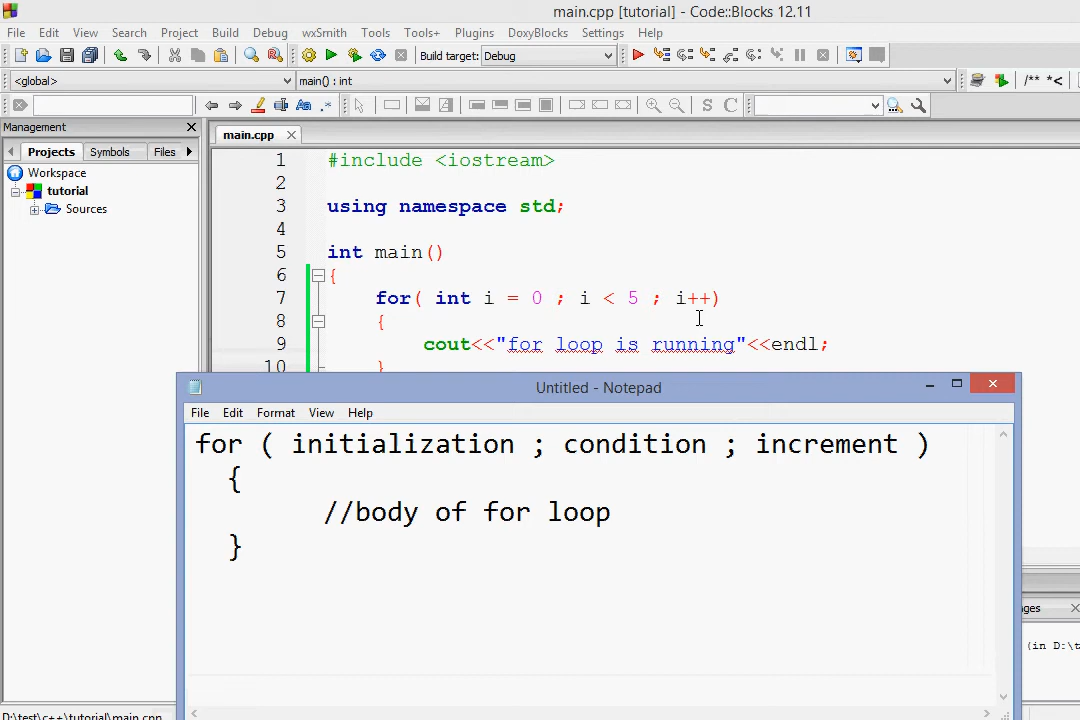 main.cpp [tutorial] - Code::Blocks 12.11
File Edit View Search Project Build Debug wxSmith Tools Tools+ Plugins DoxyBlocks Settings Help
Build target: Debug
<global> main() : int
/** *<
Aa .* S C
Management
main.cpp
Projects Symbols Files
Workspace
tutorial
Sources
1 #include <iostream>
2
3 using namespace std;
4
5 int main()
6 {
7 for( int i = 0 ; i < 5 ; i++)
8 {
9 cout<<"for loop is running"<<endl;
10 }
Untitled - Notepad
File Edit Format View Help
for ( initialization ; condition ; increment )
{
//body of for loop
}
(in D:\t
D:\test\c++\tutorial\main.cpp